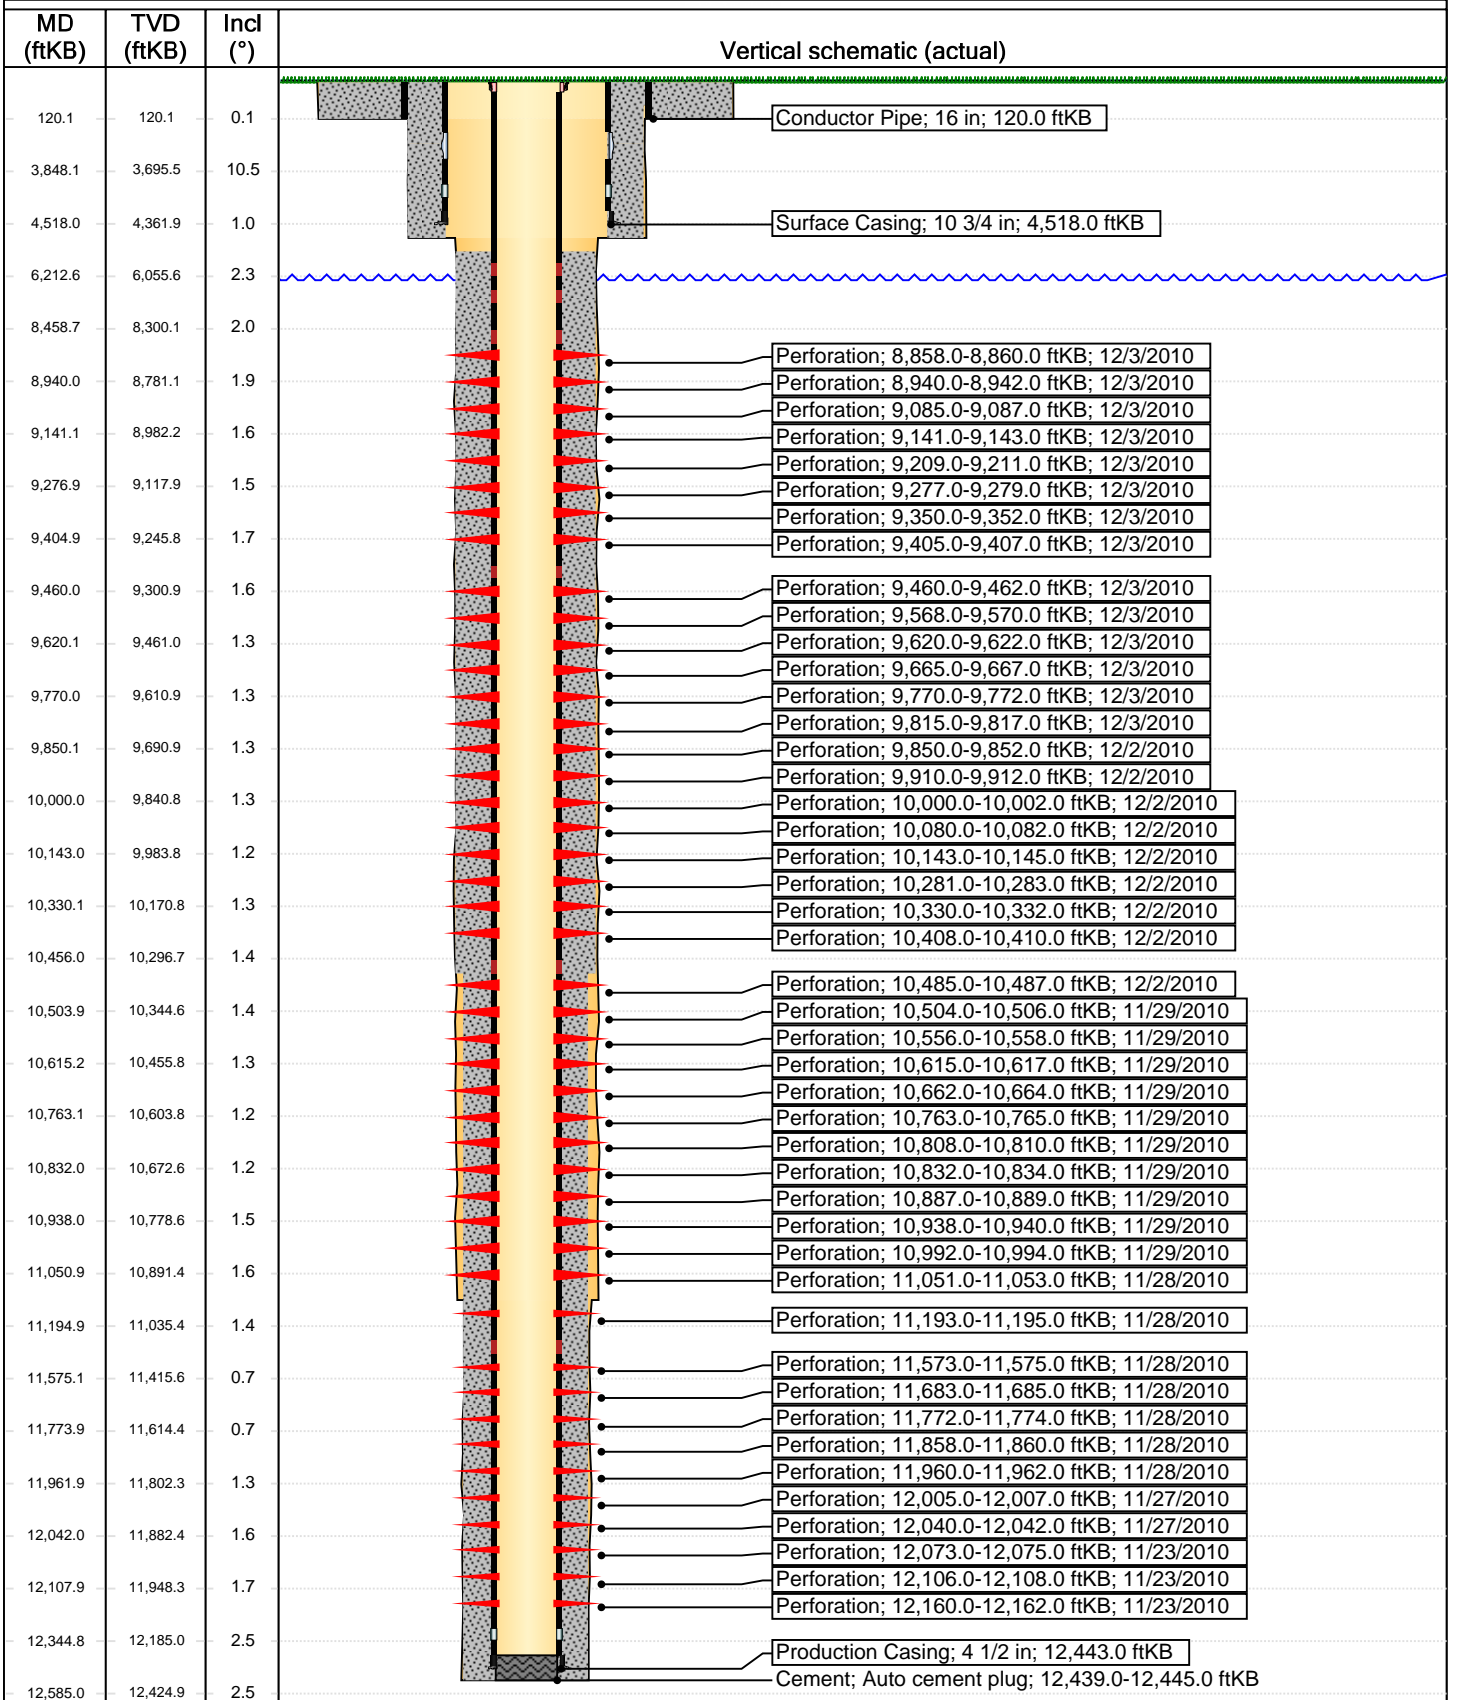 MD (ftKB) TVD (ftKB) Incl (°) Vertical schematic (actual)
120.1 120.1 0.1 Conductor Pipe; 16 in; 120.0 ftKB
3,848.1 3,695.5 10.5
4,518.0 4,361.9 1.0 Surface Casing; 10 3/4 in; 4,518.0 ftKB
6,212.6 6,055.6 2.3
8,458.7 8,300.1 2.0
Perforation; 8,858.0-8,860.0 ftKB; 12/3/2010
8,940.0 8,781.1 1.9 Perforation; 8,940.0-8,942.0 ftKB; 12/3/2010
Perforation; 9,085.0-9,087.0 ftKB; 12/3/2010
9,141.1 8,982.2 1.6 Perforation; 9,141.0-9,143.0 ftKB; 12/3/2010
Perforation; 9,209.0-9,211.0 ftKB; 12/3/2010
9,276.9 9,117.9 1.5 Perforation; 9,277.0-9,279.0 ftKB; 12/3/2010
Perforation; 9,350.0-9,352.0 ftKB; 12/3/2010
9,404.9 9,245.8 1.7 Perforation; 9,405.0-9,407.0 ftKB; 12/3/2010
9,460.0 9,300.9 1.6 Perforation; 9,460.0-9,462.0 ftKB; 12/3/2010
Perforation; 9,568.0-9,570.0 ftKB; 12/3/2010
9,620.1 9,461.0 1.3 Perforation; 9,620.0-9,622.0 ftKB; 12/3/2010
Perforation; 9,665.0-9,667.0 ftKB; 12/3/2010
9,770.0 9,610.9 1.3 Perforation; 9,770.0-9,772.0 ftKB; 12/3/2010
Perforation; 9,815.0-9,817.0 ftKB; 12/3/2010
9,850.1 9,690.9 1.3 Perforation; 9,850.0-9,852.0 ftKB; 12/2/2010
Perforation; 9,910.0-9,912.0 ftKB; 12/2/2010
10,000.0 9,840.8 1.3 Perforation; 10,000.0-10,002.0 ftKB; 12/2/2010
Perforation; 10,080.0-10,082.0 ftKB; 12/2/2010
10,143.0 9,983.8 1.2 Perforation; 10,143.0-10,145.0 ftKB; 12/2/2010
Perforation; 10,281.0-10,283.0 ftKB; 12/2/2010
10,330.1 10,170.8 1.3 Perforation; 10,330.0-10,332.0 ftKB; 12/2/2010
Perforation; 10,408.0-10,410.0 ftKB; 12/2/2010
10,456.0 10,296.7 1.4
Perforation; 10,485.0-10,487.0 ftKB; 12/2/2010
10,503.9 10,344.6 1.4 Perforation; 10,504.0-10,506.0 ftKB; 11/29/2010
Perforation; 10,556.0-10,558.0 ftKB; 11/29/2010
10,615.2 10,455.8 1.3 Perforation; 10,615.0-10,617.0 ftKB; 11/29/2010
Perforation; 10,662.0-10,664.0 ftKB; 11/29/2010
10,763.1 10,603.8 1.2 Perforation; 10,763.0-10,765.0 ftKB; 11/29/2010
Perforation; 10,808.0-10,810.0 ftKB; 11/29/2010
10,832.0 10,672.6 1.2 Perforation; 10,832.0-10,834.0 ftKB; 11/29/2010
Perforation; 10,887.0-10,889.0 ftKB; 11/29/2010
10,938.0 10,778.6 1.5 Perforation; 10,938.0-10,940.0 ftKB; 11/29/2010
Perforation; 10,992.0-10,994.0 ftKB; 11/29/2010
11,050.9 10,891.4 1.6 Perforation; 11,051.0-11,053.0 ftKB; 11/28/2010
11,194.9 11,035.4 1.4 Perforation; 11,193.0-11,195.0 ftKB; 11/28/2010
11,575.1 11,415.6 0.7 Perforation; 11,573.0-11,575.0 ftKB; 11/28/2010
Perforation; 11,683.0-11,685.0 ftKB; 11/28/2010
11,773.9 11,614.4 0.7 Perforation; 11,772.0-11,774.0 ftKB; 11/28/2010
Perforation; 11,858.0-11,860.0 ftKB; 11/28/2010
11,961.9 11,802.3 1.3 Perforation; 11,960.0-11,962.0 ftKB; 11/28/2010
Perforation; 12,005.0-12,007.0 ftKB; 11/27/2010
12,042.0 11,882.4 1.6 Perforation; 12,040.0-12,042.0 ftKB; 11/27/2010
Perforation; 12,073.0-12,075.0 ftKB; 11/23/2010
12,107.9 11,948.3 1.7 Perforation; 12,106.0-12,108.0 ftKB; 11/23/2010
Perforation; 12,160.0-12,162.0 ftKB; 11/23/2010
12,344.8 12,185.0 2.5 Production Casing; 4 1/2 in; 12,443.0 ftKB
Cement; Auto cement plug; 12,439.0-12,445.0 ftKB
12,585.0 12,424.9 2.5